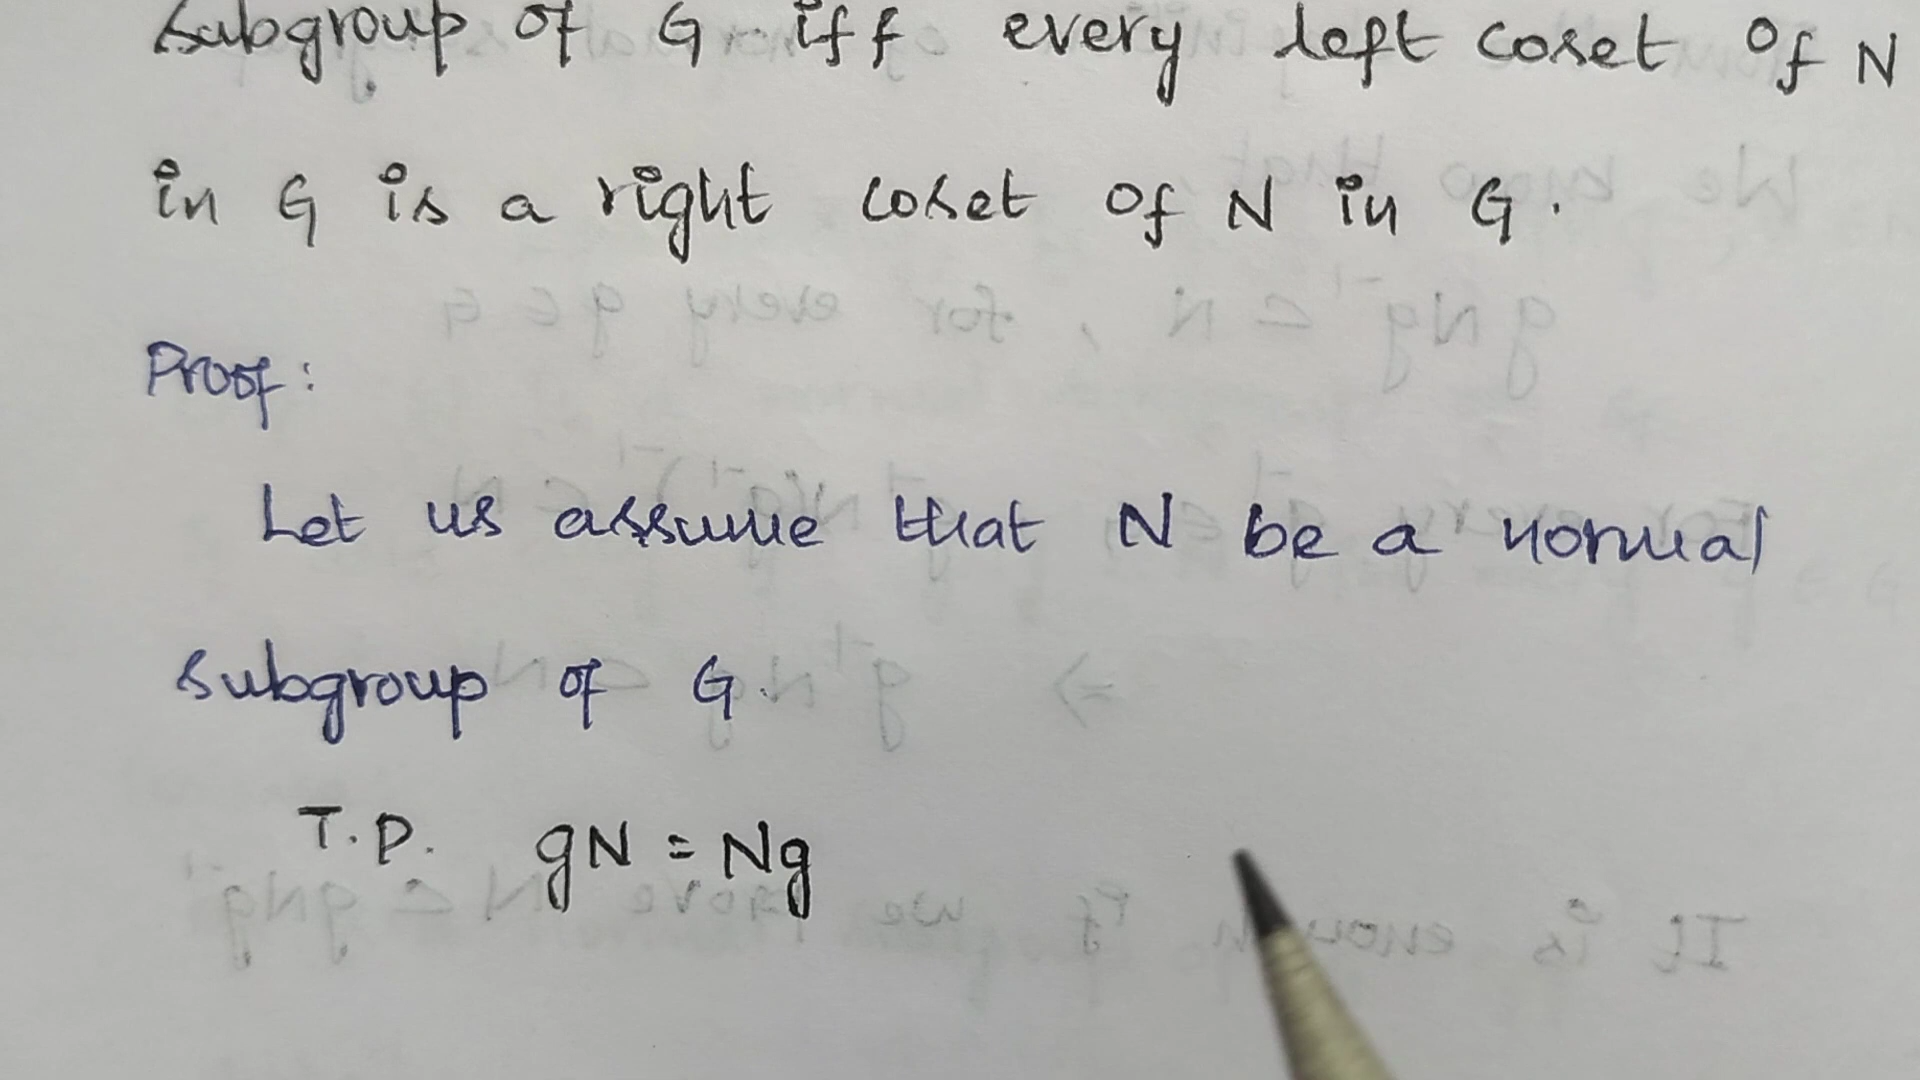 subgroup of G iff every left coset of N
in G is a right coset of N in G.
Proof:
Let us assume that N be a normal
subgroup of G.
T.P. gN = Ng